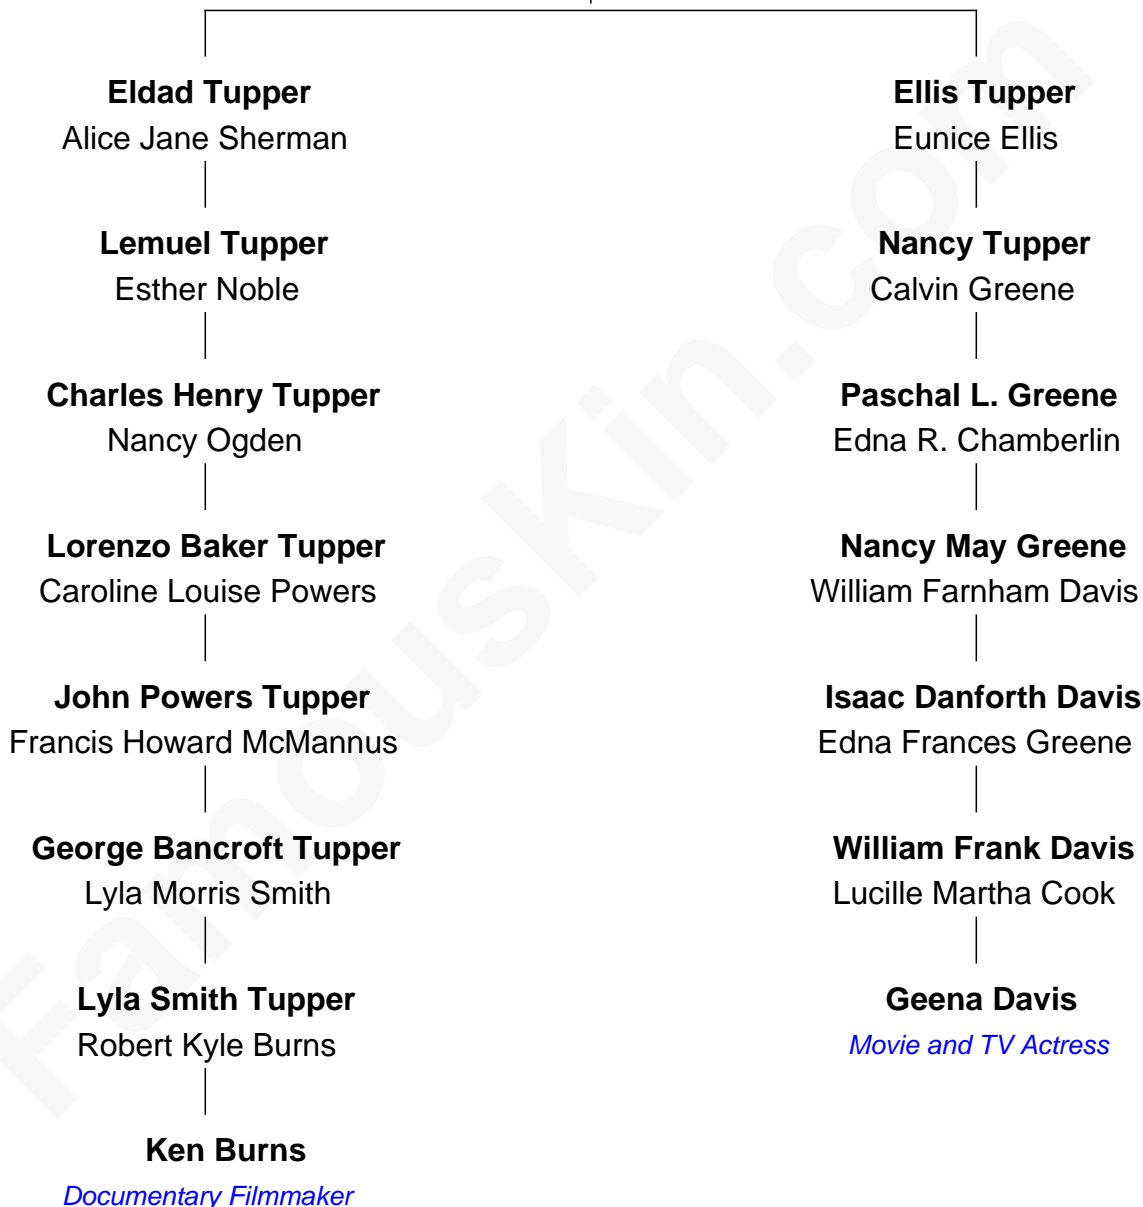 Eldad Tupper
Alice Jane Sherman
Lemuel Tupper
Esther Noble
Charles Henry Tupper
Nancy Ogden
Lorenzo Baker Tupper
Caroline Louise Powers
John Powers Tupper
Francis Howard McMannus
George Bancroft Tupper
Lyla Morris Smith
Lyla Smith Tupper
Robert Kyle Burns
Ken Burns
Documentary Filmmaker
Ellis Tupper
Eunice Ellis
Nancy Tupper
Calvin Greene
Paschal L. Greene
Edna R. Chamberlin
Nancy May Greene
William Farnham Davis
Isaac Danforth Davis
Edna Frances Greene
William Frank Davis
Lucille Martha Cook
Geena Davis
Movie and TV Actress
FamousKin.com